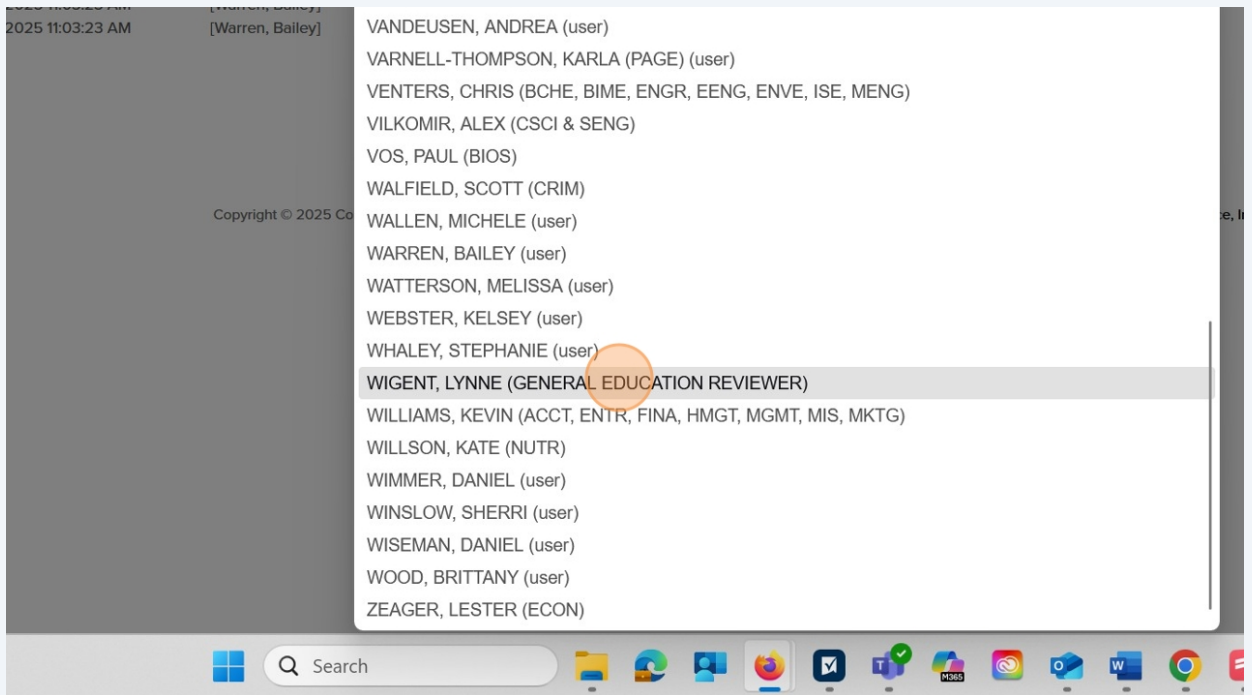 2025 11:03:23 AM [Warren, Bailey]
VANDEUSEN, ANDREA (user)
VARNELL-THOMPSON, KARLA (PAGE) (user)
VENTERS, CHRIS (BCHE, BIME, ENGR, EENG, ENVE, ISE, MENG)
VILKOMIR, ALEX (CSCI & SENG)
VOS, PAUL (BIOS)
WALFIELD, SCOTT (CRIM)
Copyright © 2025 Co
WALLEN, MICHELE (user)
WARREN, BAILEY (user)
WATTERSON, MELISSA (user)
WEBSTER, KELSEY (user)
WHALEY, STEPHANIE (user)
WIGENT, LYNNE (GENERAL EDUCATION REVIEWER)
WILLIAMS, KEVIN (ACCT, ENTR, FINA, HMGT, MGMT, MIS, MKTG)
WILLSON, KATE (NUTR)
WIMMER, DANIEL (user)
WINSLOW, SHERRI (user)
WISEMAN, DANIEL (user)
WOOD, BRITTANY (user)
ZEAGER, LESTER (ECON)
Search
M365